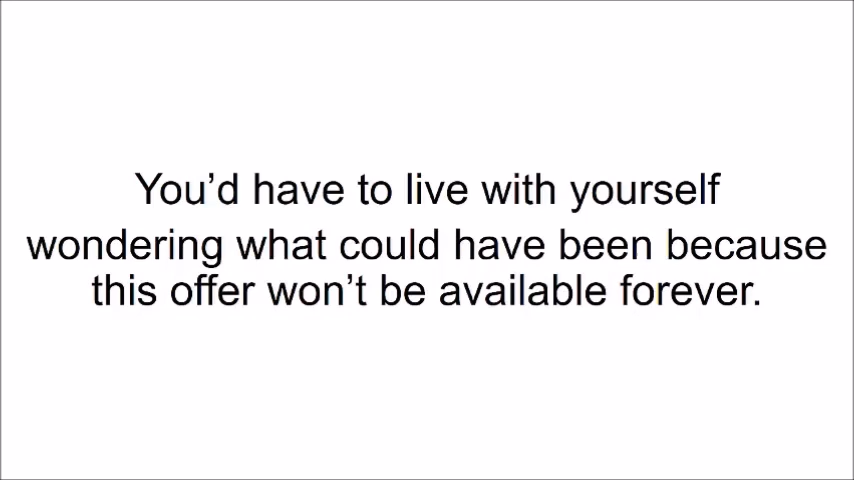 You’d have to live with yourself
wondering what could have been because
this offer won’t be available forever.